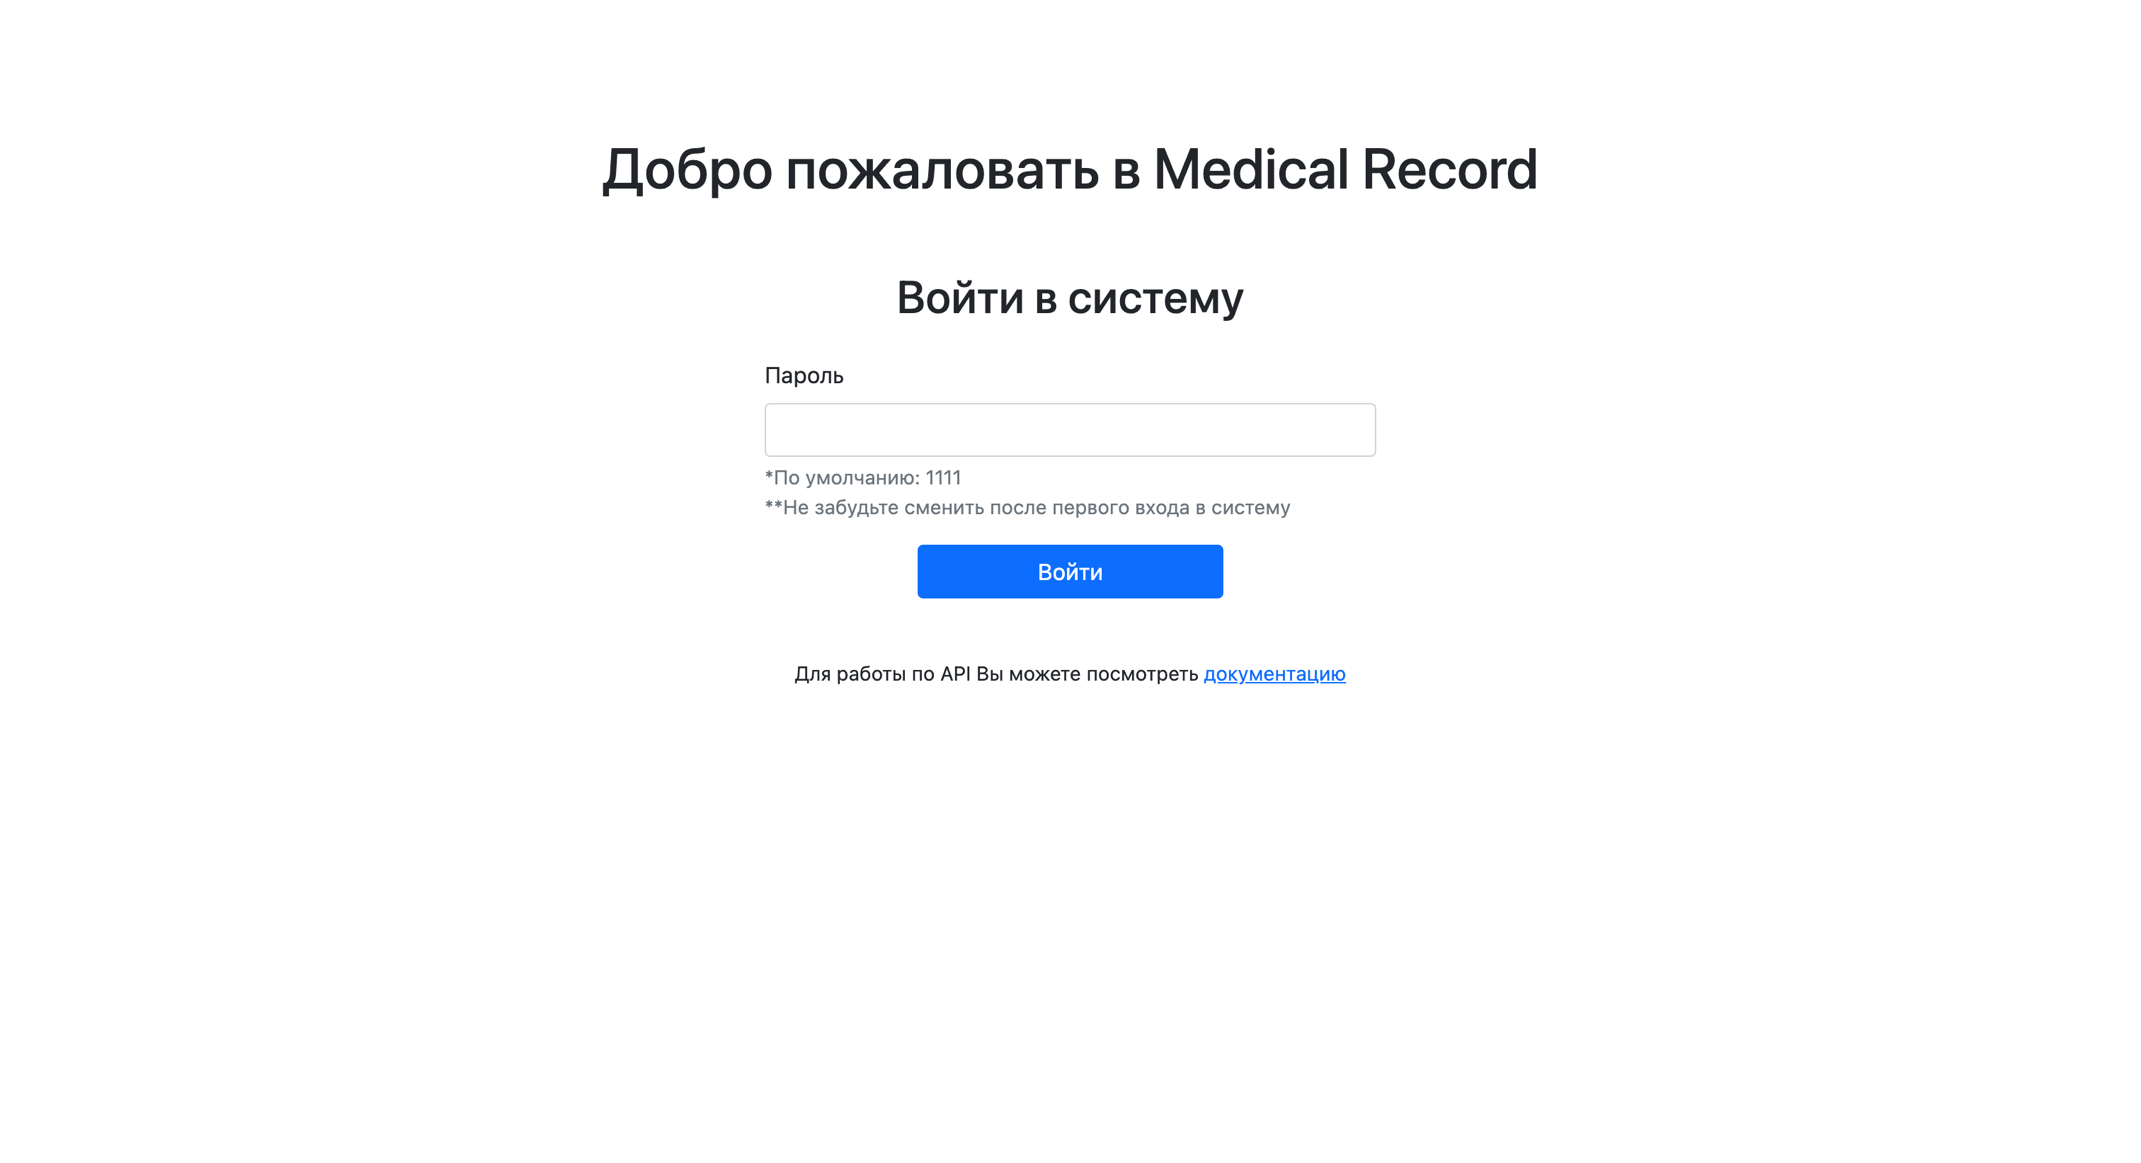 Добро пожаловать в Medical Record
Войти в систему
Пароль
*По умолчанию: 1111
**Не забудьте сменить после первого входа в систему
Войти
Для работы по API Вы можете посмотреть документацию